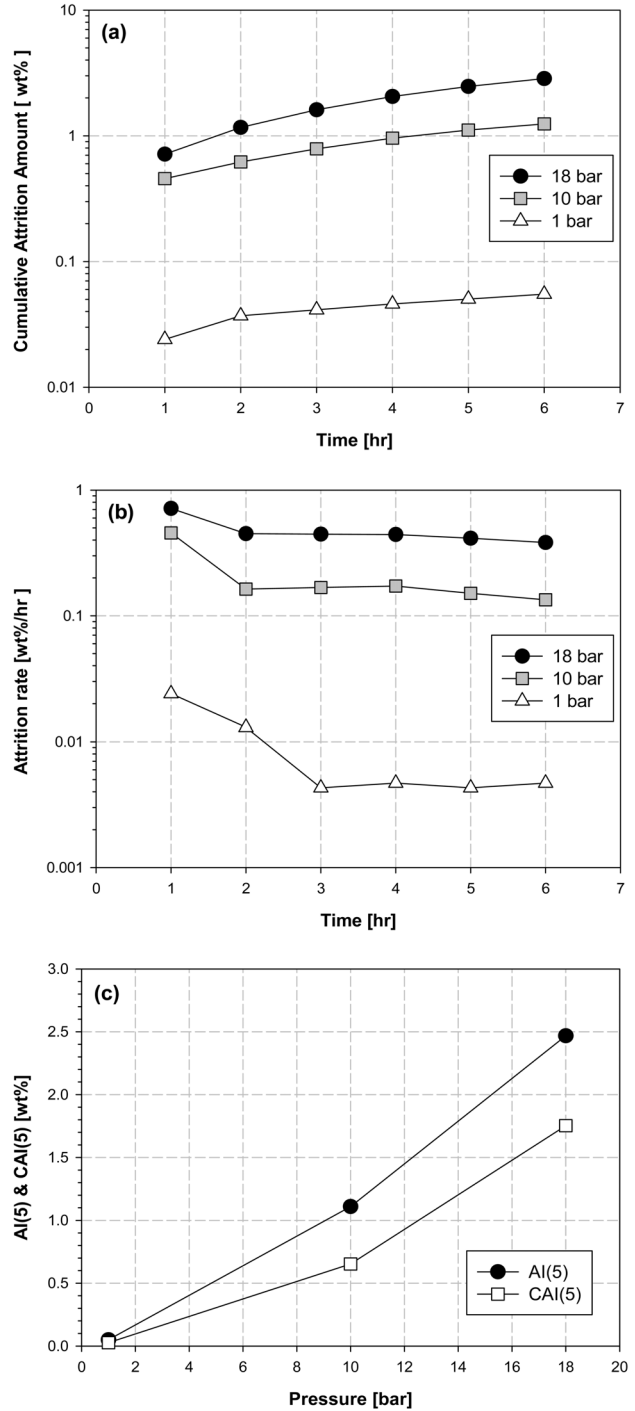 (a)
Cumulative Attrition Amount [ wt% ]
10
1
0.1
0.01
18 bar
10 bar
1 bar
0 1 2 3 4 5 6 7
Time [hr]
(b)
Attrition rate [wt%/hr]
1
0.1
0.01
0.001
18 bar
10 bar
1 bar
0 1 2 3 4 5 6 7
Time [hr]
(c)
AI(5) & CAI(5) [wt%]
3.0
2.5
2.0
1.5
1.0
0.5
0.0
AI(5)
CAI(5)
0 2 4 6 8 10 12 14 16 18 20
Pressure [bar]